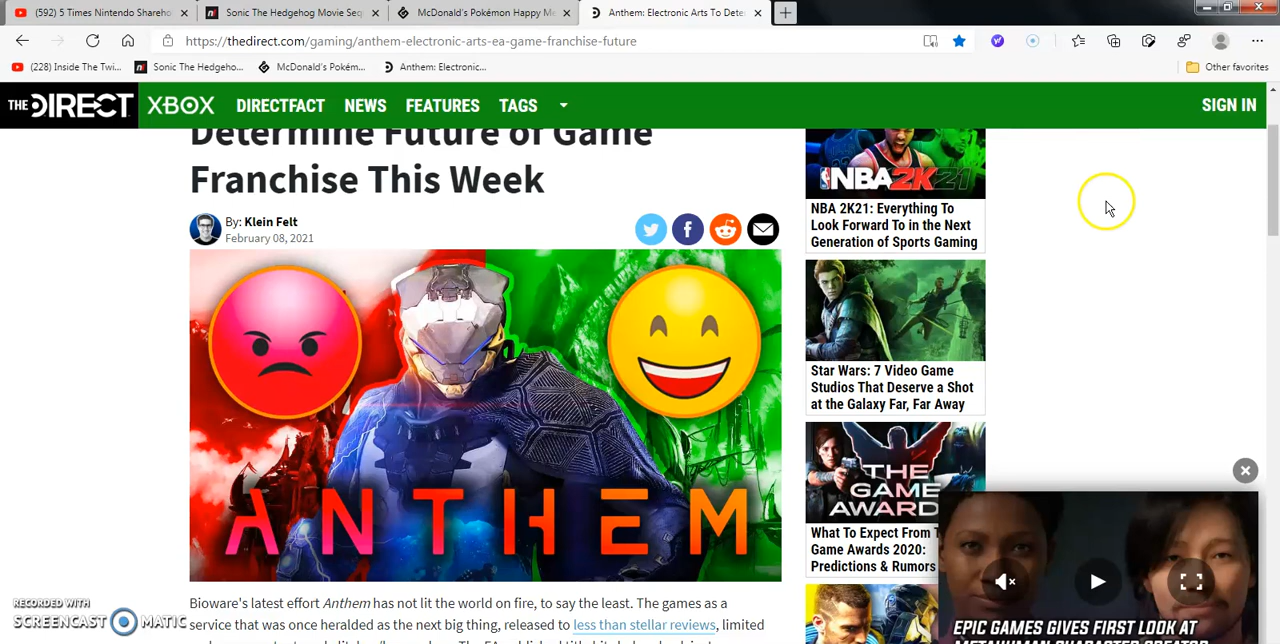 (592) 5 Times Nintendo Shareho
Sonic The Hedgehog Movie Seq
McDonald's Pokémon Happy Me
Anthem: Electronic Arts To Dete
https://thedirect.com/gaming/anthem-electronic-arts-ea-game-franchise-future
(228) Inside The Twi...
Sonic The Hedgeho...
McDonald's Pokém...
Anthem: Electronic...
Other favorites
THE DIRECT XBOX DIRECTFACT NEWS FEATURES TAGS SIGN IN
Determine Future of Game
Franchise This Week
By: Klein Felt
February 08, 2021
ANTHEM
Bioware's latest effort Anthem has not lit the world on fire, to say the least. The games as a
service that was once heralded as the next big thing, released to less than stellar reviews, limited
NBA 2K21
NBA 2K21: Everything To
Look Forward To in the Next
Generation of Sports Gaming
Star Wars: 7 Video Game
Studios That Deserve a Shot
at the Galaxy Far, Far Away
THE
GAME
AWARD
What To Expect From T
Game Awards 2020:
Predictions & Rumors
EPIC GAMES GIVES FIRST LOOK AT
METAHUMAN CHARACTER CREATOR
RECORDED WITH
SCREENCAST MATIC